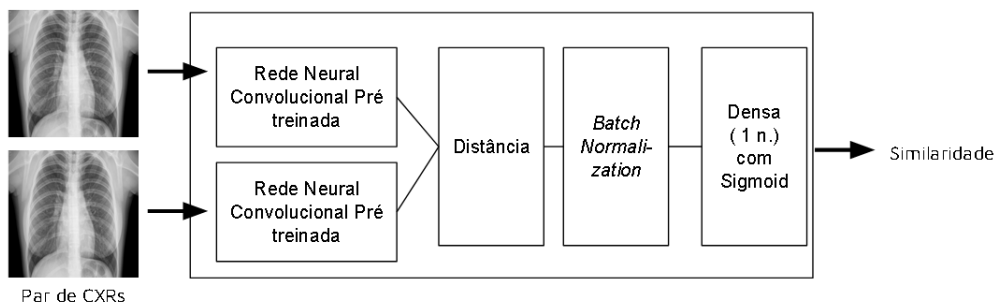 Rede Neural
Convolucional Pré
treinada
Rede Neural
Convolucional Pré
treinada
Distância
Batch
Normali-
zation
Densa
( 1 n.)
com
Sigmoid
Similaridade
Par de CXRs